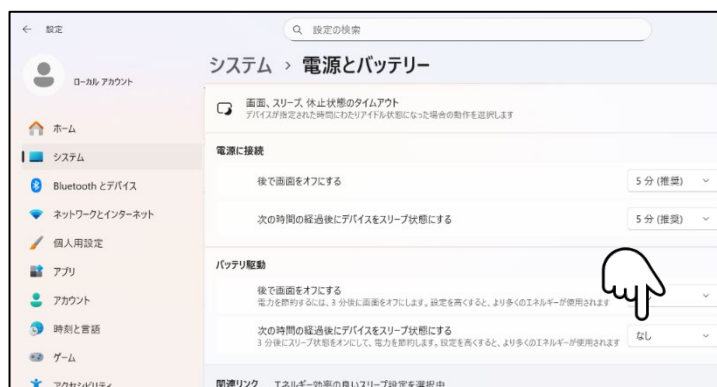 設定
設定の検索
ローカル アカウント
ホーム
システム
Bluetooth とデバイス
ネットワークとインターネット
個人用設定
アプリ
アカウント
時刻と言語
ゲーム
アクセシビリティ
システム › 電源とバッテリー
画面、スリープ、休止状態のタイムアウト
デバイスが指定された時間にわたりアイドル状態になった場合の動作を選択します
電源に接続
後で画面をオフにする
5 分 (推奨)
次の時間の経過後にデバイスをスリープ状態にする
5 分 (推奨)
バッテリ駆動
後で画面をオフにする
電力を節約するには、3 分後に画面をオフにします。設定を高くすると、より多くのエネルギーが使用されます
次の時間の経過後にデバイスをスリープ状態にする
3 分後にスリープ状態をオンにして、電力を節約します。設定を高くすると、より多くのエネルギーが使用されます
なし
関連リンク エネルギー効率の良いスリープ設定を選択中